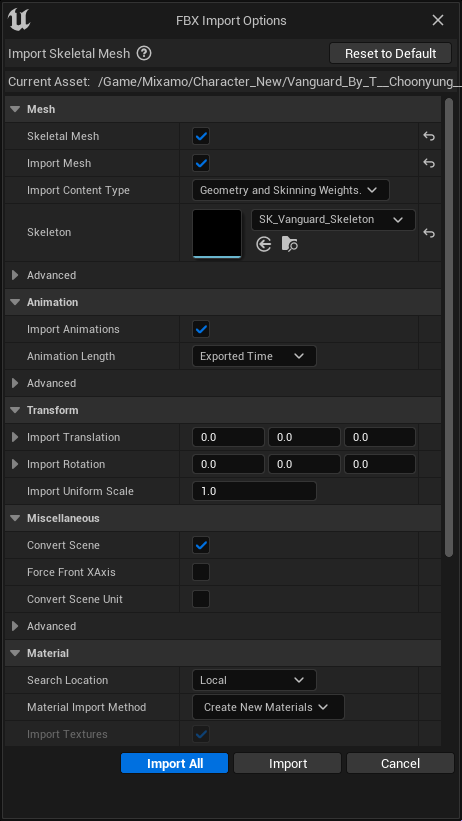 FBX Import Options
Import Skeletal Mesh ? Reset to Default
Current Asset: /Game/Mixamo/Character_New/Vanguard_By_T__Choonyung__
Mesh
Skeletal Mesh
Import Mesh
Import Content Type Geometry and Skinning Weights.
Skeleton SK_Vanguard_Skeleton
Advanced
Animation
Import Animations
Animation Length Exported Time
Advanced
Transform
Import Translation 0.0 0.0 0.0
Import Rotation 0.0 0.0 0.0
Import Uniform Scale 1.0
Miscellaneous
Convert Scene
Force Front XAxis
Convert Scene Unit
Advanced
Material
Search Location Local
Material Import Method Create New Materials
Import Textures
Import All Import Cancel